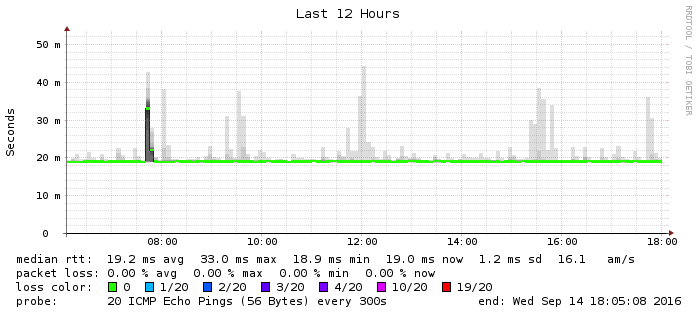 Last 12 Hours
RRDTOOL / TOBI OETIKER
Seconds
50 m
40 m
30 m
20 m
10 m
0
08:00 10:00 12:00 14:00 16:00 18:00
median rtt: 19.2 ms avg 33.0 ms max 18.9 ms min 19.0 ms now 1.2 ms sd 16.1 am/s
packet loss: 0.00 % avg 0.00 % max 0.00 % min 0.00 % now
loss color: 0 1/20 2/20 3/20 4/20 10/20 19/20
probe: 20 ICMP Echo Pings (56 Bytes) every 300s end: Wed Sep 14 18:05:08 2016